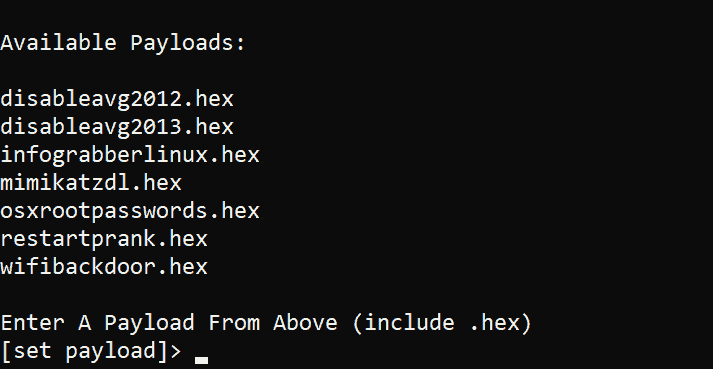 Available Payloads:
disableavg2012.hex
disableavg2013.hex
infograbberlinux.hex
mimikatzdl.hex
osxrootpasswords.hex
restartprank.hex
wifibackdoor.hex
Enter A Payload From Above (include .hex)
[set payload]> _